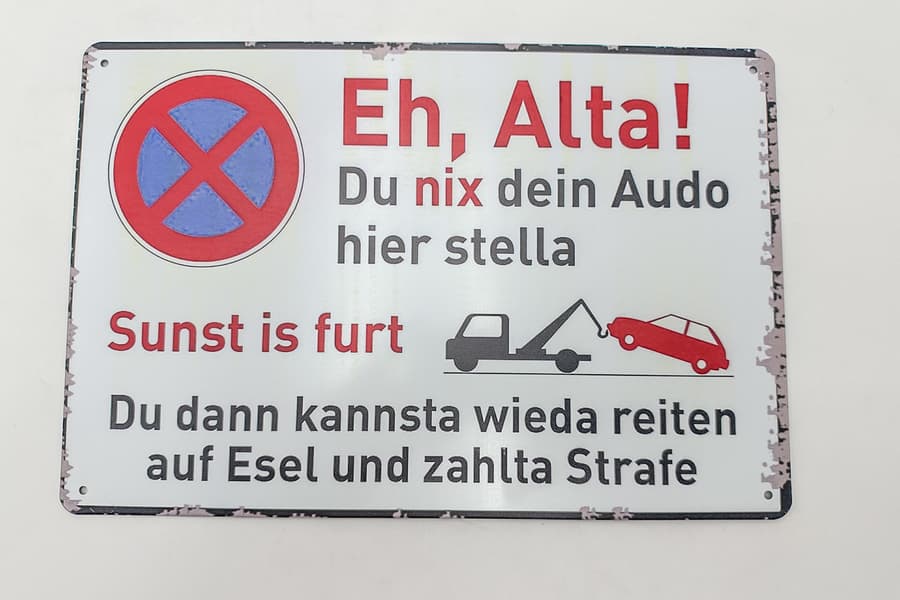 Eh, Alta!
Du nix dein Audo
hier stella
Sunst is furt
Du dann kannsta wieda reiten
auf Esel und zahlta Strafe